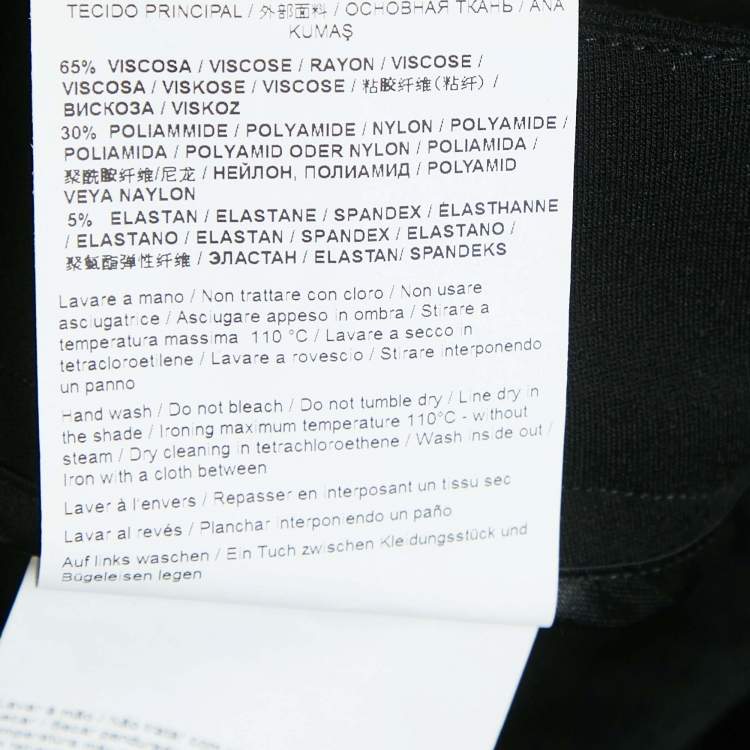 TECIDO PRINCIPAL / 外部面料 / ОСНОВНАЯ ТКАНЬ / ANA
KUMAŞ
65% VISCOSA / VISCOSE / RAYON / VISCOSE /
VISCOSA / VISKOSE / VISCOSE / 粘胶纤维(粘纤) /
ВИСКОЗА / VISKOZ
30% POLIAMMIDE / POLYAMIDE / NYLON / POLYAMIDE /
POLIAMIDA / POLYAMID ODER NYLON / POLIAMIDA /
聚酰胺纤维/尼龙 / НЕЙЛОН, ПОЛИАМИД / POLYAMID
VEYA NAYLON
5% ELASTAN / ELASTANE / SPANDEX / ÉLASTHANNE
/ ELASTANO / ELASTAN / SPANDEX / ELASTANO /
聚氨酯弹性纤维 / ЭЛАСТАН / ELASTAN/ SPANDEKS
Lavare a mano / Non trattare con cloro / Non usare
asciugatrice / Asciugare appeso in ombra / Stirare a
temperatura massima 110 °C / Lavare a secco in
tetracloroetilene / Lavare a rovescio / Stirare interponendo
un panno
Hand wash / Do not bleach / Do not tumble dry / Line dry in
the shade / Ironing maximum temperature 110°C - without
steam / Dry cleaning in tetrachloroethene / Wash inside out /
Iron with a cloth between
Laver à l'envers / Repasser en interposant un tissu sec
Lavar al revés / Planchar interponiendo un paño
Auf links waschen / Ein Tuch zwischen Kleidungsstück und
Bügeleisen legen